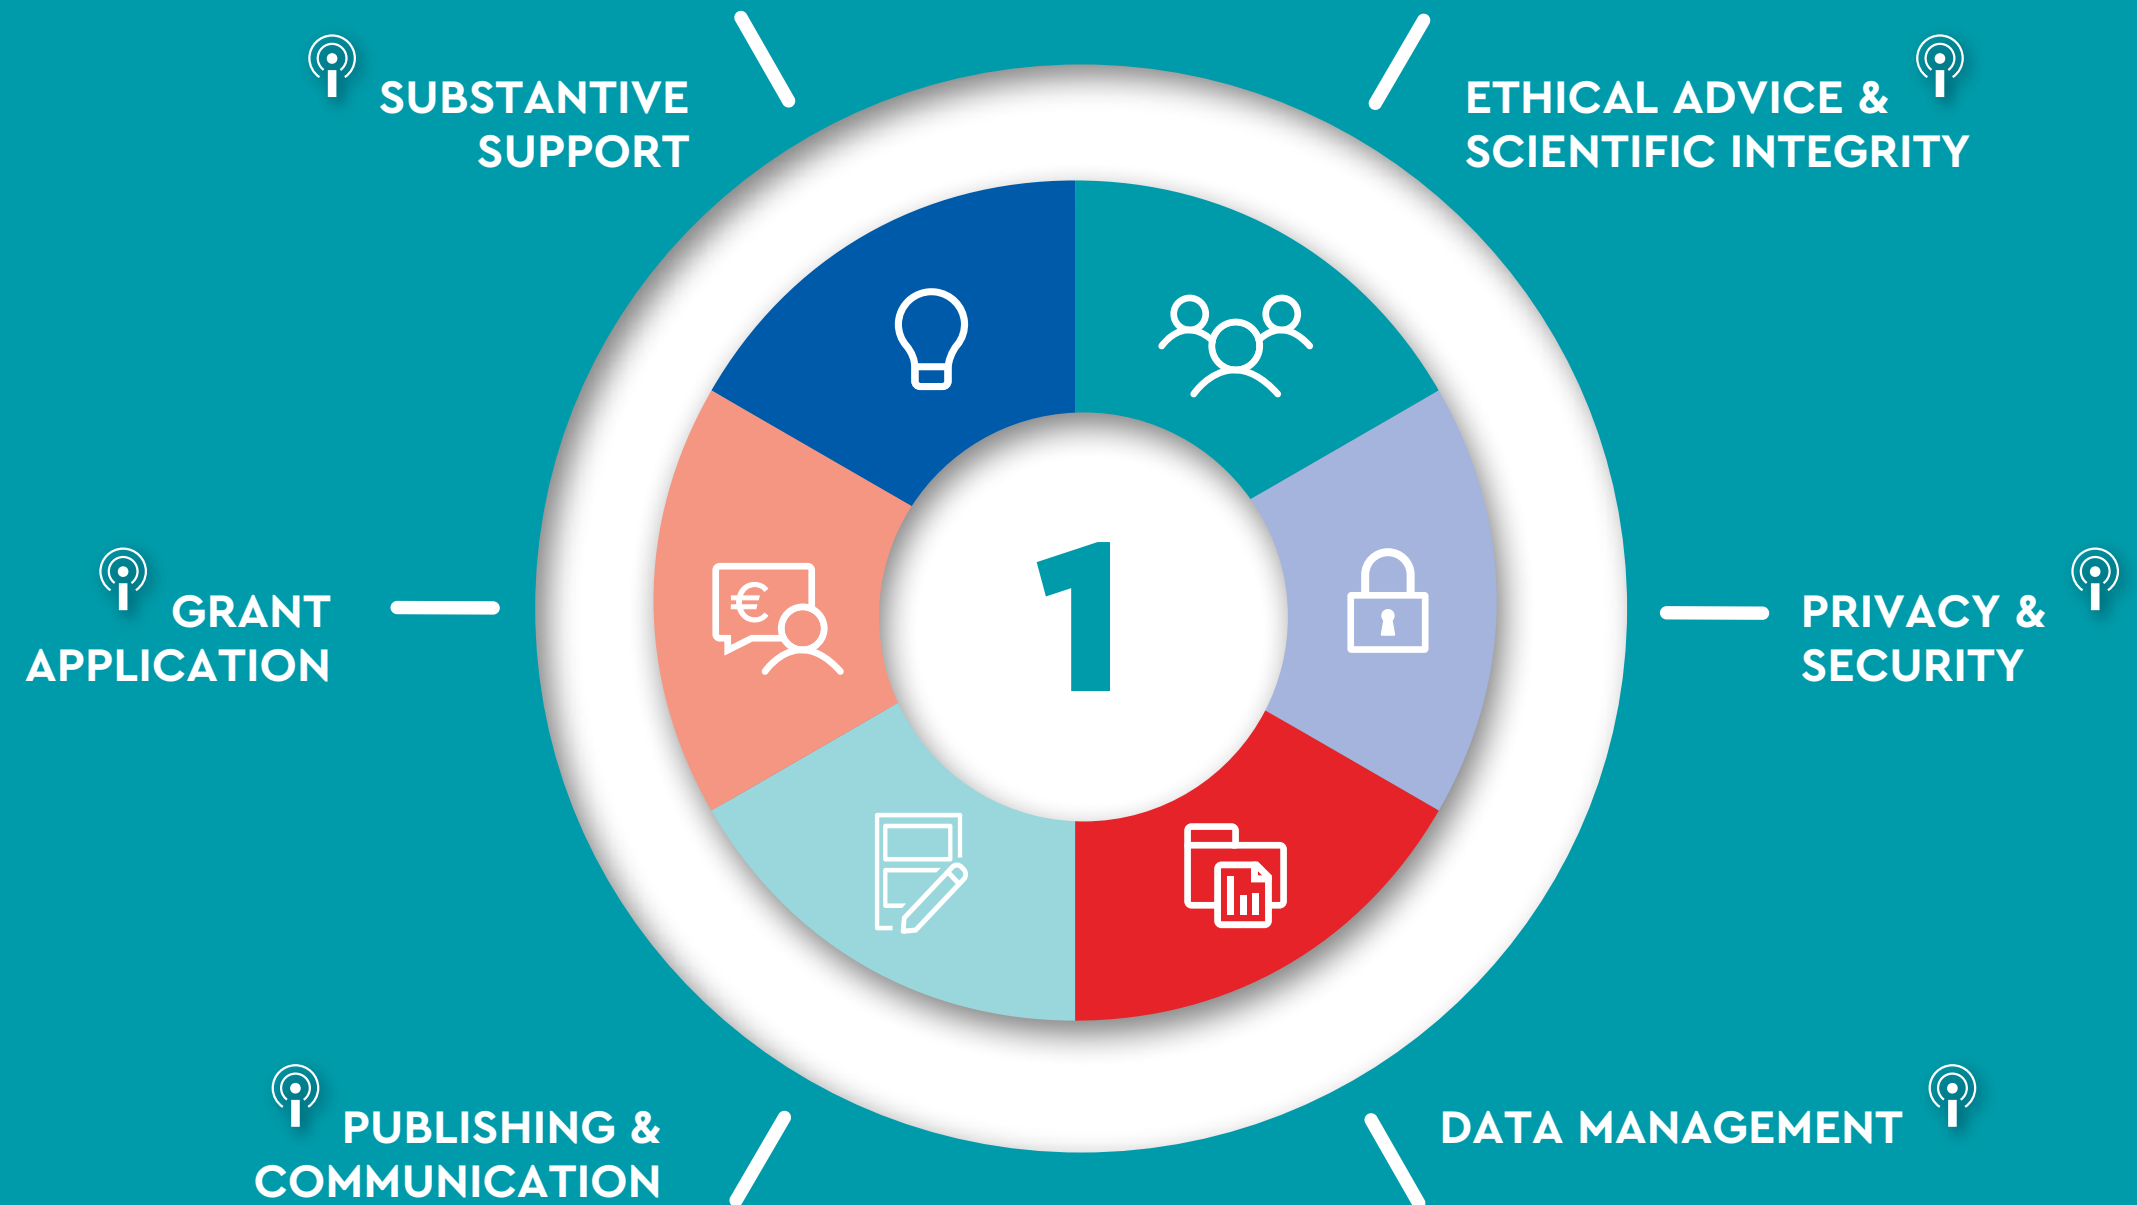 SUBSTANTIVE
SUPPORT
ETHICAL ADVICE &
SCIENTIFIC INTEGRITY
€
1
GRANT
APPLICATION
PRIVACY &
SECURITY
PUBLISHING &
COMMUNICATION
DATA MANAGEMENT